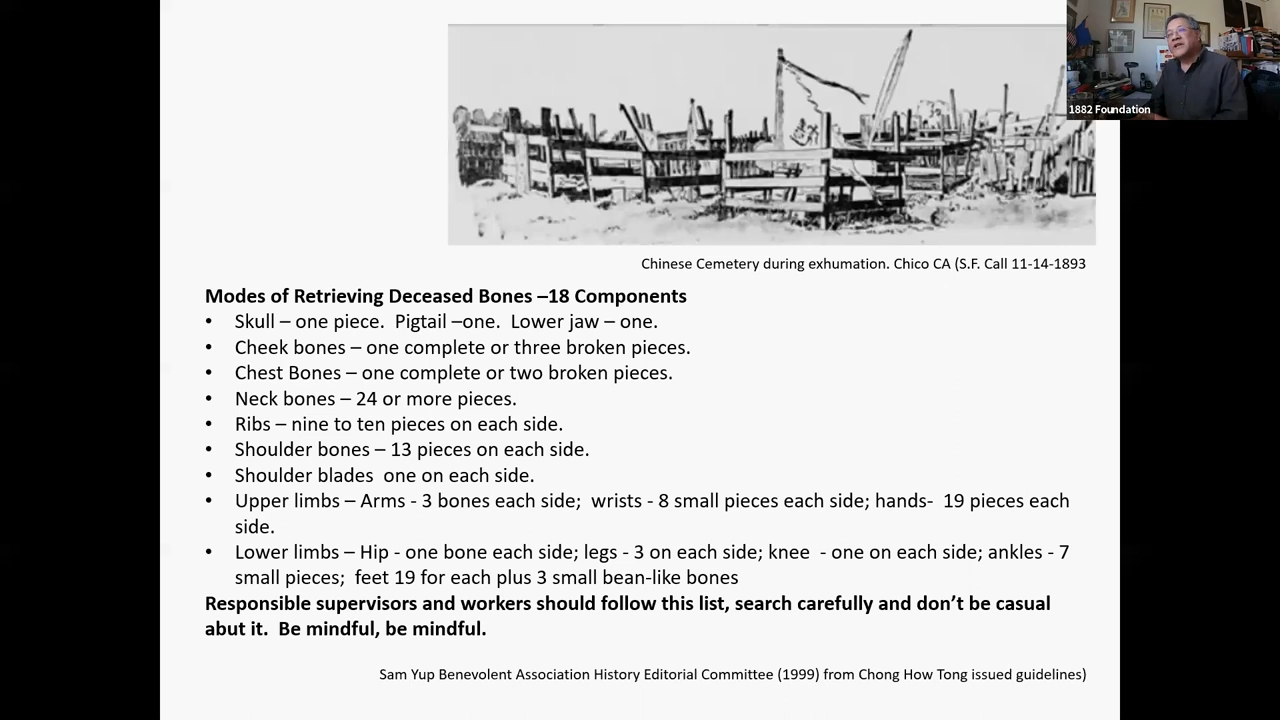 1882 Foundation
Chinese Cemetery during exhumation. Chico CA (S.F. Call 11-14-1893
Modes of Retrieving Deceased Bones –18 Components
• Skull – one piece.  Pigtail –one.  Lower jaw – one.
• Cheek bones – one complete or three broken pieces.
• Chest Bones – one complete or two broken pieces.
• Neck bones – 24 or more pieces.
• Ribs – nine to ten pieces on each side.
• Shoulder bones – 13 pieces on each side.
• Shoulder blades  one on each side.
• Upper limbs – Arms - 3 bones each side;  wrists - 8 small pieces each side; hands-  19 pieces each
side.
• Lower limbs – Hip - one bone each side; legs - 3 on each side; knee  - one on each side; ankles - 7
small pieces;  feet 19 for each plus 3 small bean-like bones
Responsible supervisors and workers should follow this list, search carefully and don’t be casual
abut it.  Be mindful, be mindful.
Sam Yup Benevolent Association History Editorial Committee (1999) from Chong How Tong issued guidelines)